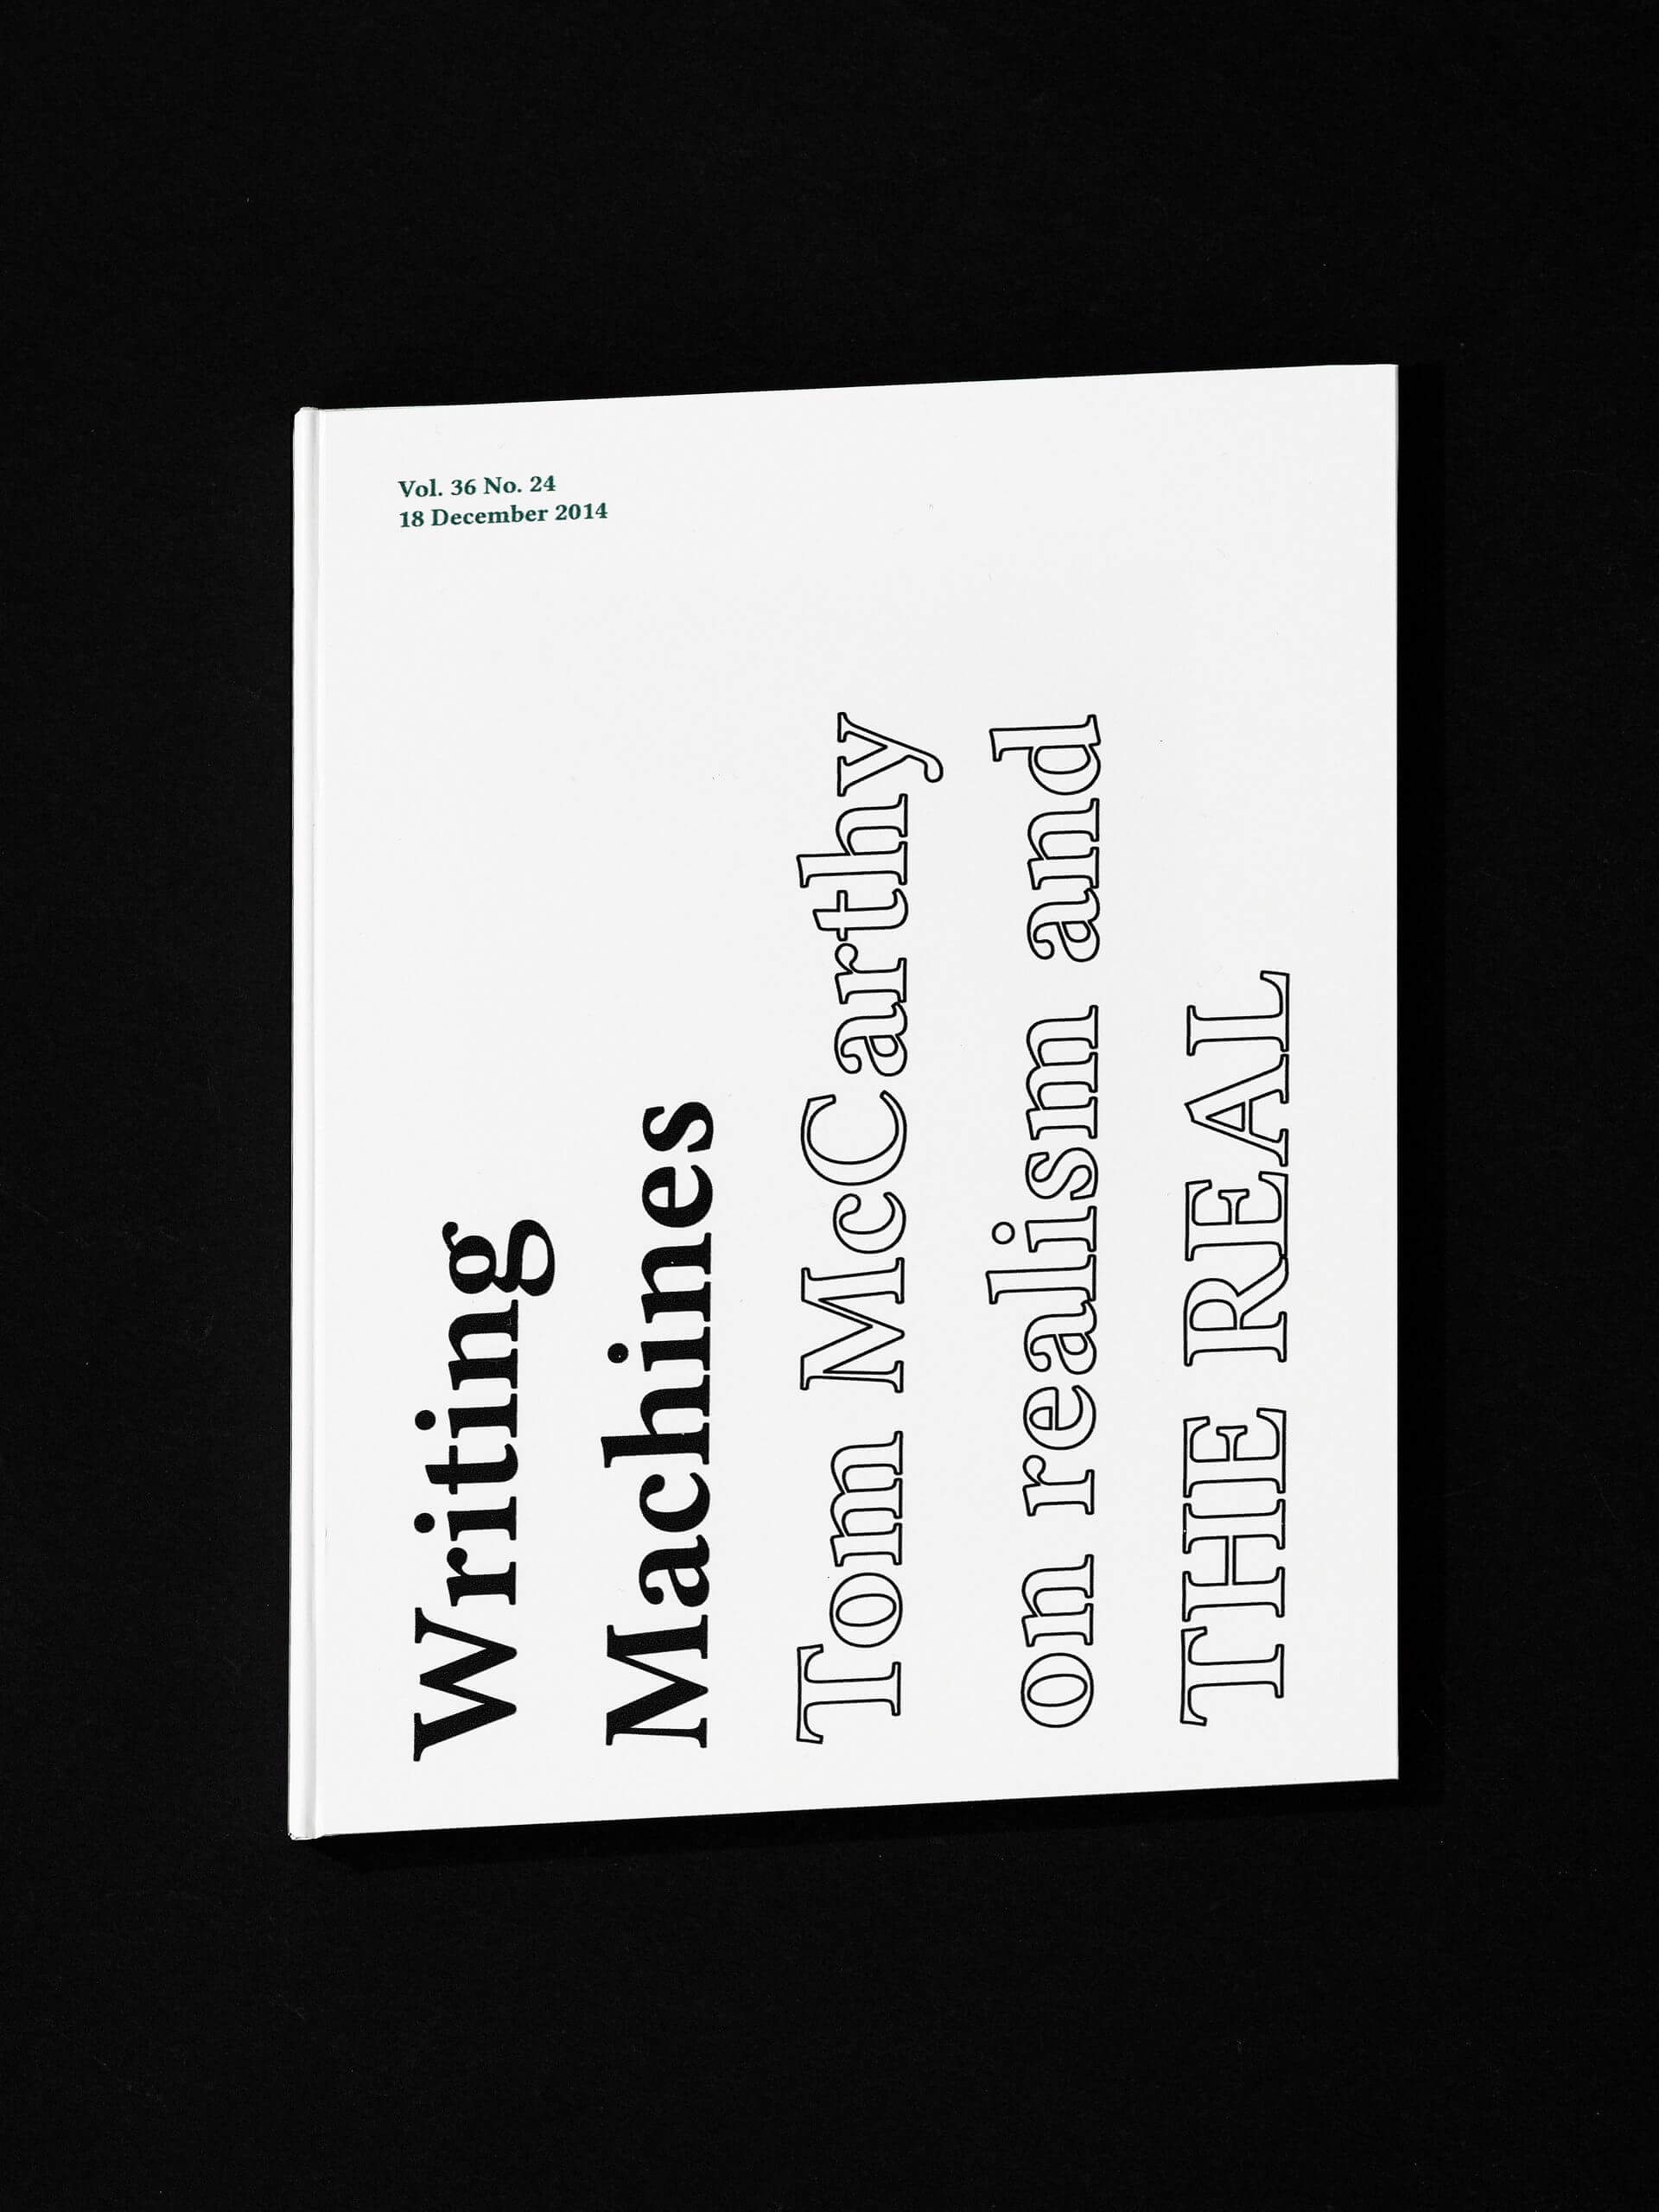 Vol. 36 No. 24
18 December 2014
Writing
Machines
Tom McCarthy
on realism and
THE REAL